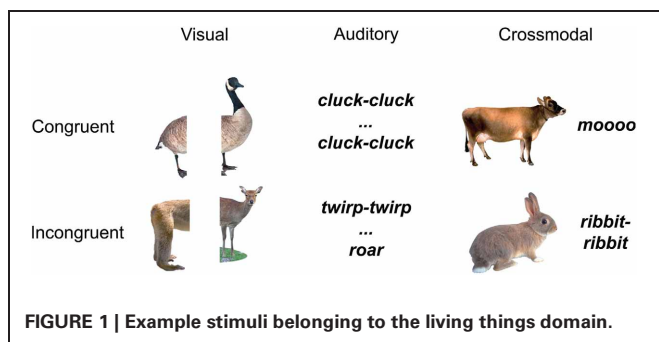 Visual Auditory Crossmodal
Congruent
cluck-cluck
...
cluck-cluck
moooo
Incongruent
twirp-twirp
...
roar
ribbit-
ribbit
FIGURE 1 | Example stimuli belonging to the living things domain.